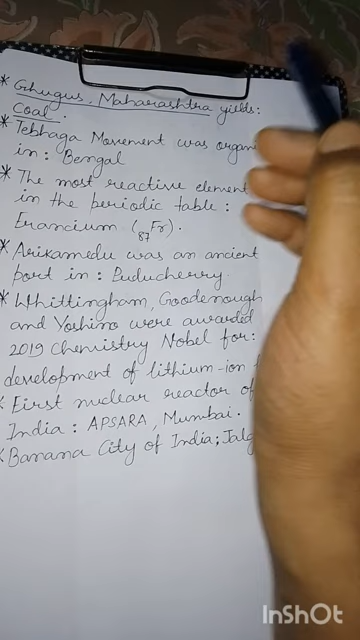 * Ghugus, Maharashtra yields:
Coal.
* Tebhaga Movement was organi
in: Bengal
* The most reactive element
in the periodic table:
Francium (87Fr).
* Arikamedu was an ancient
port in: Puducherry.
* Whittingham, Goodenough
and Yoshino were awarded
2019 Chemistry Nobel for:
development of lithium-ion
* First nuclear reactor of
India: APSARA, Mumbai.
* Banana City of India: Jalg
InShOt